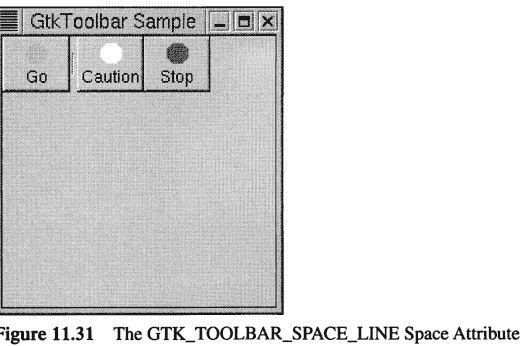 GtkToolbar Sample
Go Caution Stop
Figure 11.31 The GTK_TOOLBAR_SPACE_LINE Space Attribute